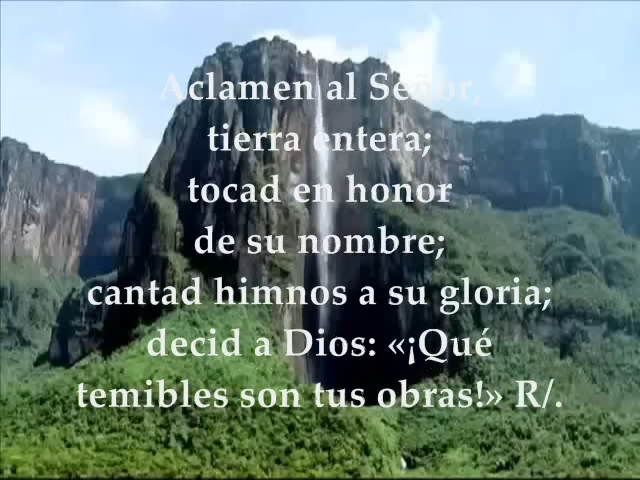 Aclamen al Señor,
tierra entera;
tocad en honor
de su nombre;
cantad himnos a su gloria;
decid a Dios: «¡Qué
temibles son tus obras!» R/.